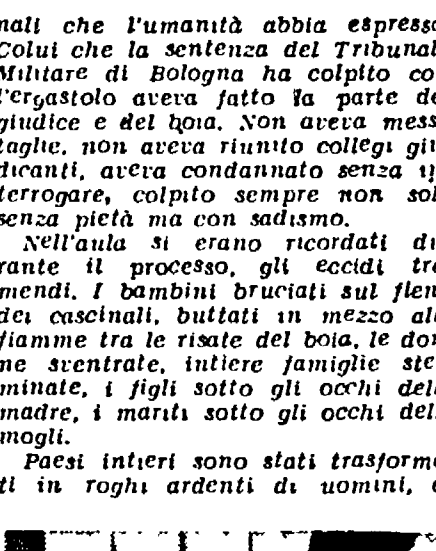 nali che l'umanità abbia espresso
Colui che la sentenza del Tribunal
Militare di Bologna ha colpito co
l'ergastolo aveva fatto la parte de
giudice e del boia. Non aveva mess
taglie, non aveva riunito collegi giu
dicanti, aveva condannato senza in
terrogare, colpito sempre non sol
senza pietà ma con sadismo.
Nell'aula si erano ricordati du
rante il processo, gli eccidi tre
mendi. I bambini bruciati sul fien
dei cascinali, buttati in mezzo all
fiamme tra le risate del boia, le don
ne sventrate, intiere famiglie ste
minate, i figli sotto gli occhi dell
madre, i mariti sotto gli occhi del
mogli.
Paesi intieri sono stati trasforma
ti in roghi ardenti di uomini, e